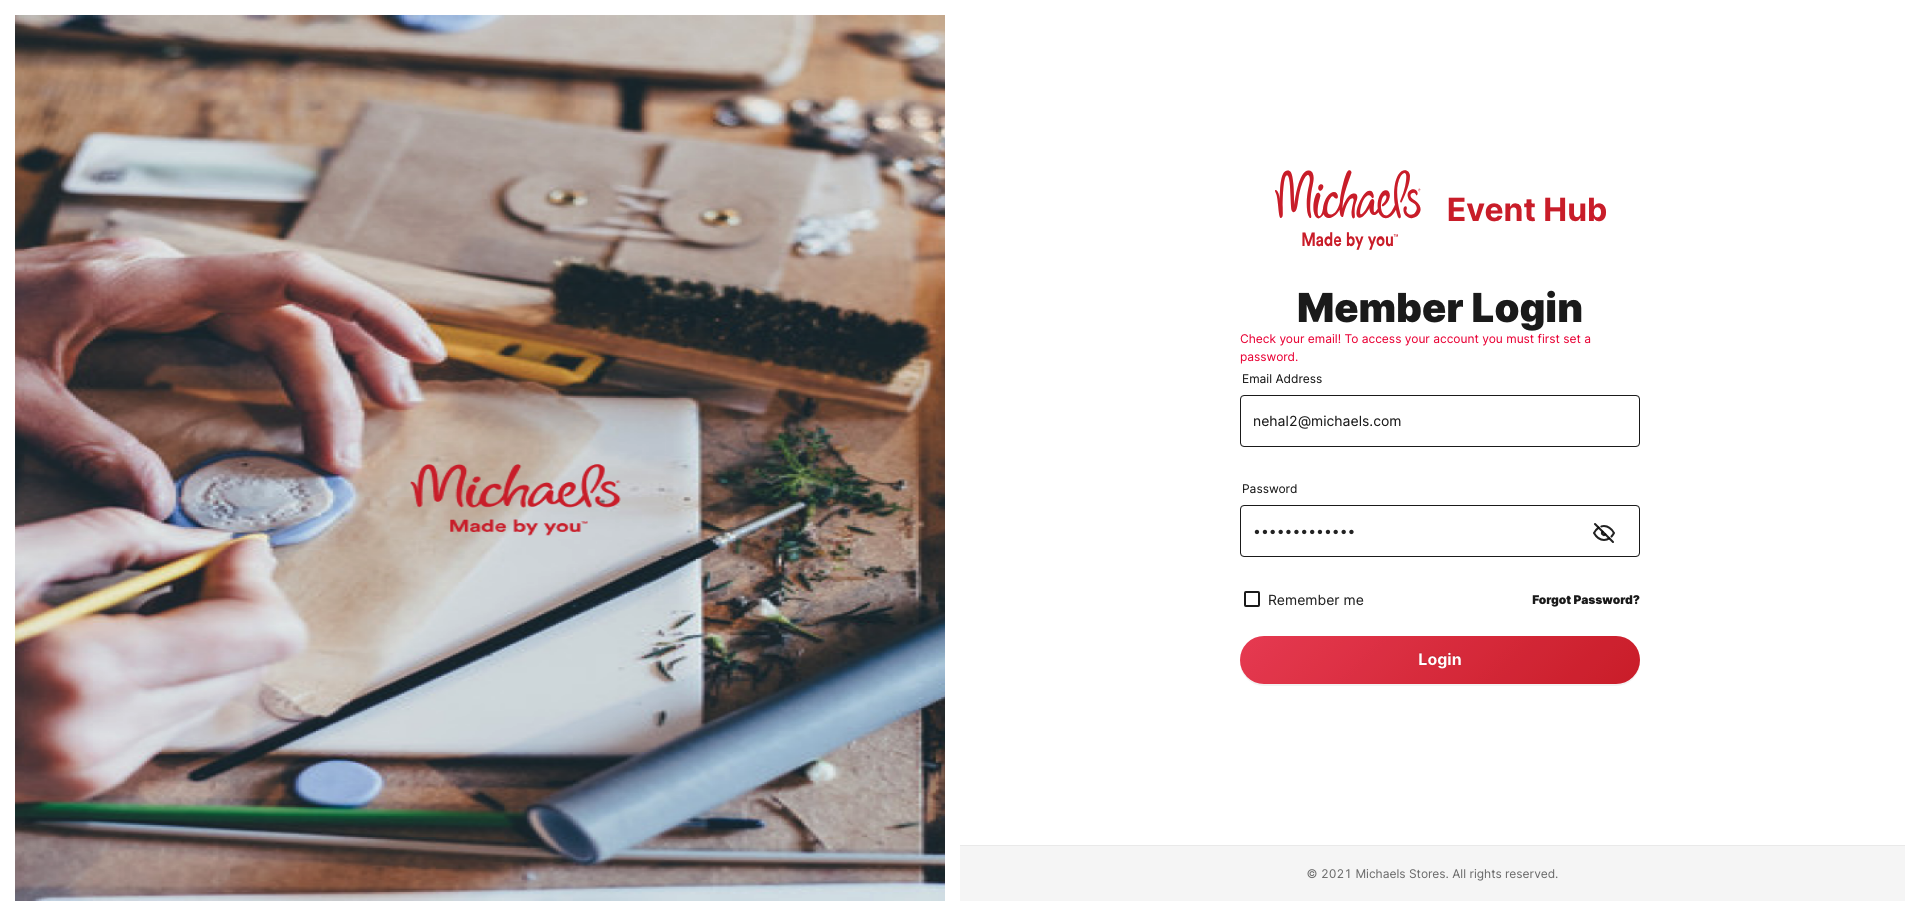 Michaels
Made by you™
Michaels Event Hub
Made by you™
Member Login
Check your email! To access your account you must first set a
password.
Email Address
nehal2@michaels.com
Password
•••••••••••••
Remember me Forgot Password?
Login
© 2021 Michaels Stores. All rights reserved.